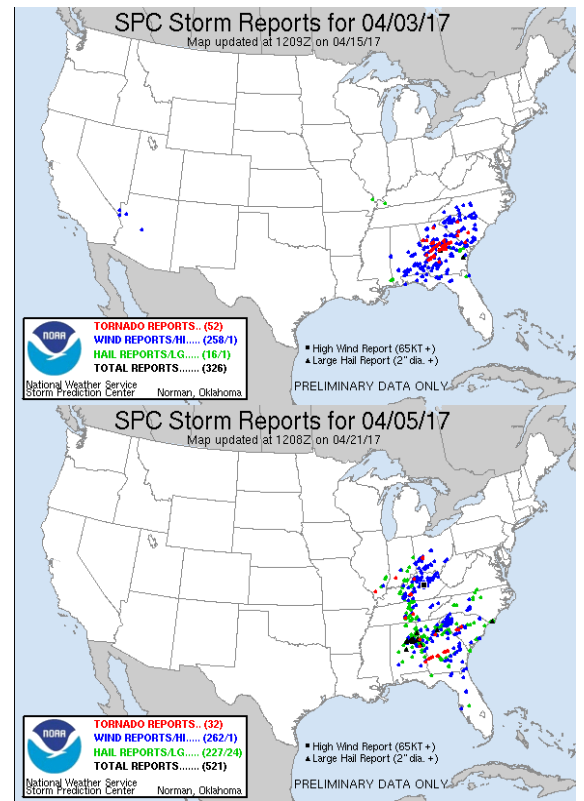 SPC Storm Reports for 04/03/17
Map updated at 1209Z on 04/15/17
NOAA
TORNADO REPORTS.. (52)
WIND REPORTS/HI..... (258/1)
HAIL REPORTS/LG..... (16/1)
TOTAL REPORTS....... (326)
National Weather Service
Storm Prediction Center Norman, Oklahoma
High Wind Report (65KT +)
Large Hail Report (2" dia. +)
PRELIMINARY DATA ONLY
SPC Storm Reports for 04/05/17
Map updated at 1208Z on 04/21/17
NOAA
TORNADO REPORTS.. (32)
WIND REPORTS/HI..... (262/1)
HAIL REPORTS/LG..... (227/24)
TOTAL REPORTS....... (521)
National Weather Service
Storm Prediction Center Norman, Oklahoma
High Wind Report (65KT +)
Large Hail Report (2" dia. +)
PRELIMINARY DATA ONLY